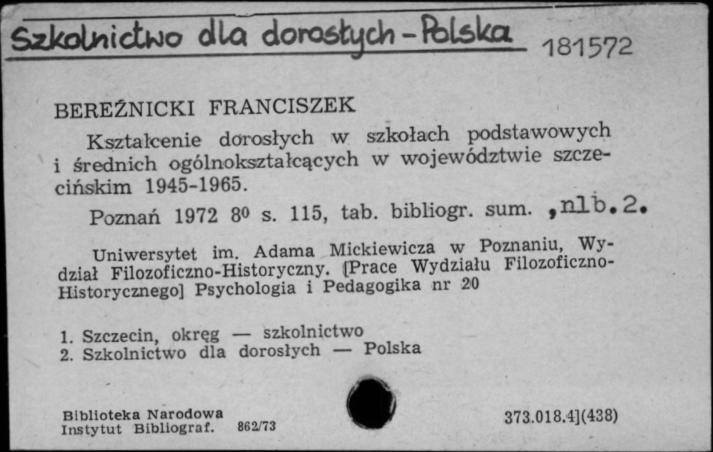 Szkolnictwo dla dorosłych - Polska
181572
BEREŹNICKI FRANCISZEK
Kształcenie dorosłych w szkołach podstawowych
i średnich ogólnokształcących w województwie szcze-
cińskim 1945-1965.
Poznań 1972 8⁰ s. 115, tab. bibliogr. sum. , nlb. 2.
Uniwersytet im. Adama Mickiewicza w Poznaniu, Wy-
dział Filozoficzno-Historyczny. [Prace Wydziału Filozoficzno-
Historycznego] Psychologia i Pedagogika nr 20
1. Szczecin, okręg — szkolnictwo
2. Szkolnictwo dla dorosłych — Polska
Biblioteka Narodowa
Instytut Bibliograf. 862/73
373.018.4](438)